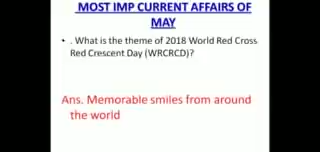 MOST IMP CURRENT AFFAIRS OF
MAY
• . What is the theme of 2018 World Red Cross
Red Crescent Day (WRCRCD)?
Ans. Memorable smiles from around
the world